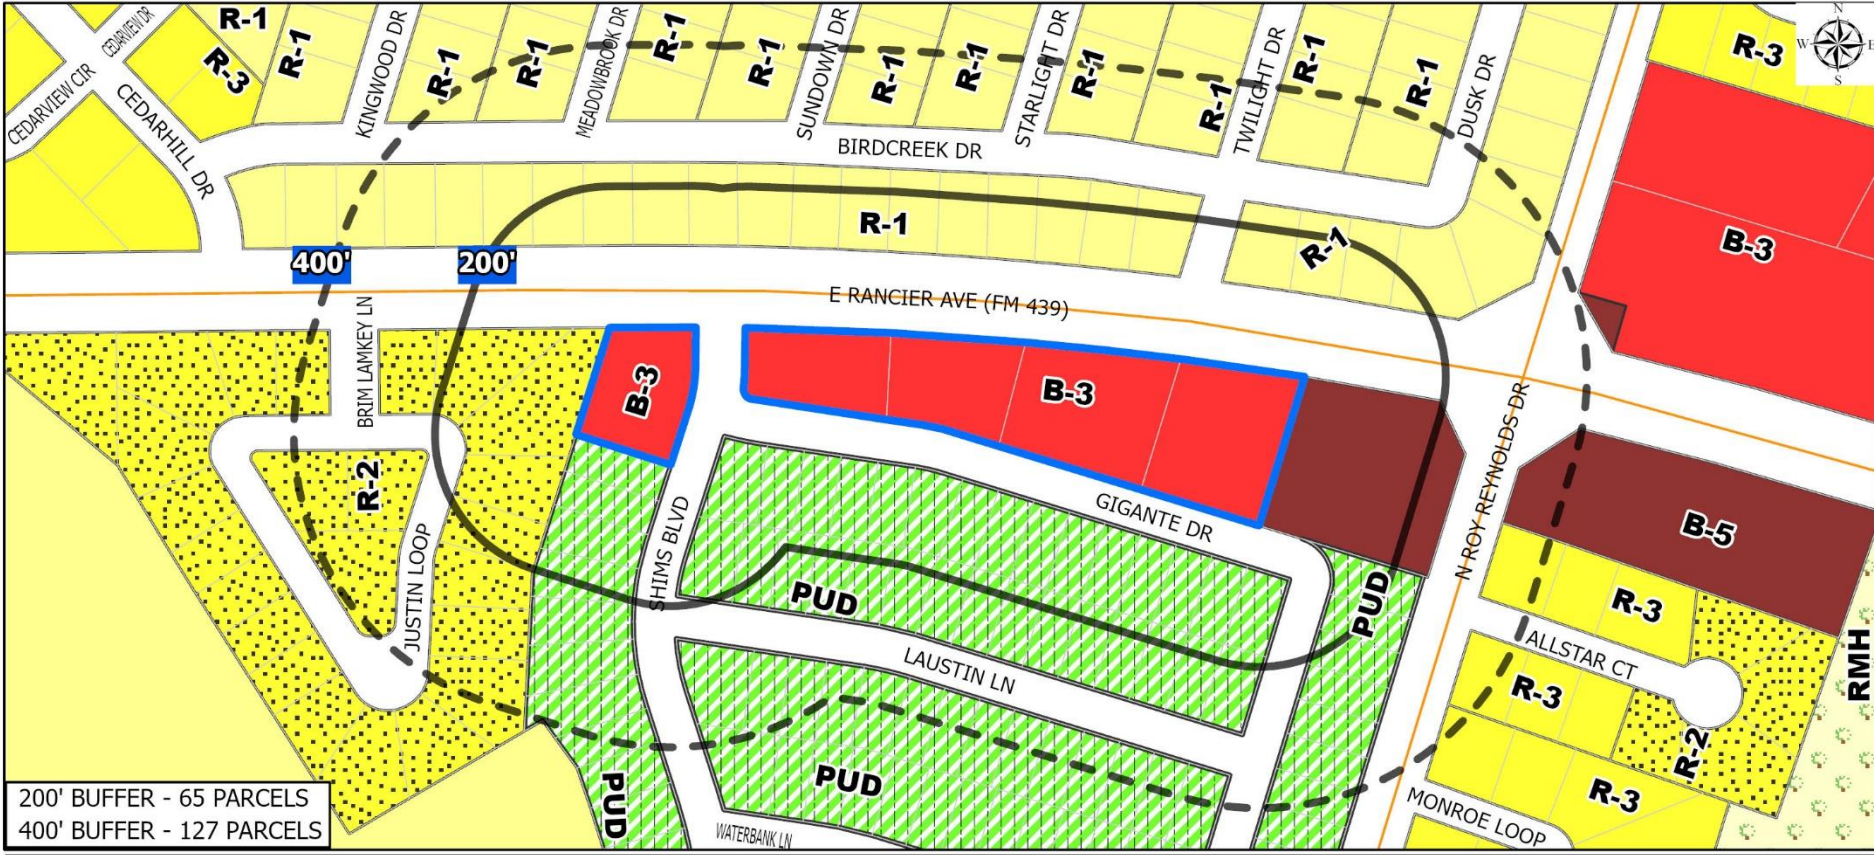 CEDARVIEW DR
R-1
R-1
KINGWOOD DR
R-1
R-1
MEADOWBROOK DR
R-1
R-1
SUNDOWN DR
R-1
R-1
STARLIGHT DR
R-1
R-1
TWILIGHT DR
R-1
R-1
DUSK DR
R-3
N
W
E
S
R-3
CEDARVIEW CIR
CEDARHILL DR
BIRDCREEK DR
R-1
R-1
B-3
400'
200'
E RANCIER AVE (FM 439)
BRIM LAMKEY LN
B-3
B-3
N ROY REYNOLDS DR
R-2
GIGANTE DR
B-5
JUSTIN LOOP
SHIMS BLVD
PUD
PUD
R-3
ALLSTAR CT
RMH
LAUSTIN LN
R-3
R-2
PUD
PUD
R-3
MONROE LOOP
WATERBANK LN
200' BUFFER - 65 PARCELS
400' BUFFER - 127 PARCELS